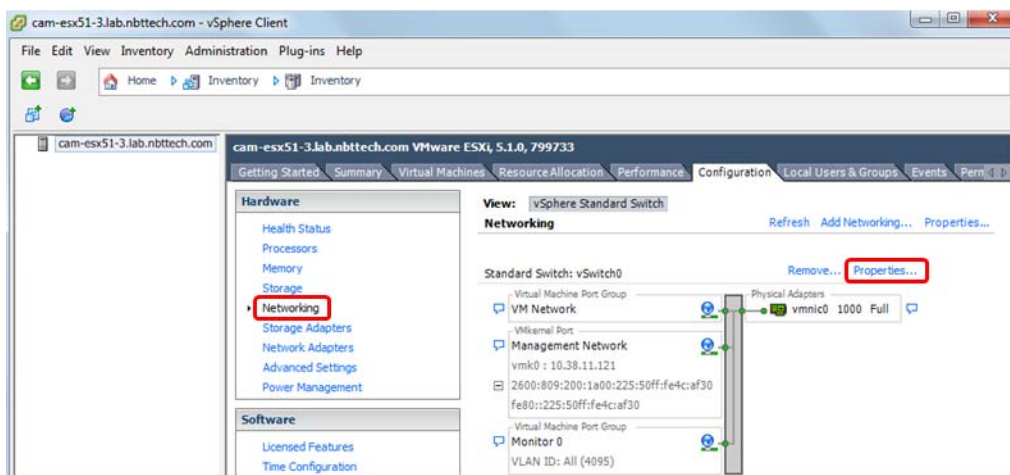 cam-esx51-3.lab.nbttech.com - vSphere Client
File Edit View Inventory Administration Plug-ins Help
Home Inventory Inventory
cam-esx51-3.lab.nbttech.com
cam-esx51-3.lab.nbttech.com VMware ESXi, 5.1.0, 799733
Getting Started Summary Virtual Machines Resource Allocation Performance Configuration Local Users & Groups Events
Hardware
Health Status
Processors
Memory
Storage
Networking
Storage Adapters
Network Adapters
Advanced Settings
Power Management
Software
Licensed Features
Time Configuration
View: vSphere Standard Switch
Networking
Refresh Add Networking... Properties...
Standard Switch: vSwitch0
Remove... Properties...
Virtual Machine Port Group
VM Network
Physical Adapters
vmnic0 1000 Full
VMkernel Port
Management Network
vmk0 : 10.38.11.121
2600:809:200:1a00:225:50ff:fe4c:af30
fe80::225:50ff:fe4c:af30
Virtual Machine Port Group
Monitor 0
VLAN ID: All (4095)